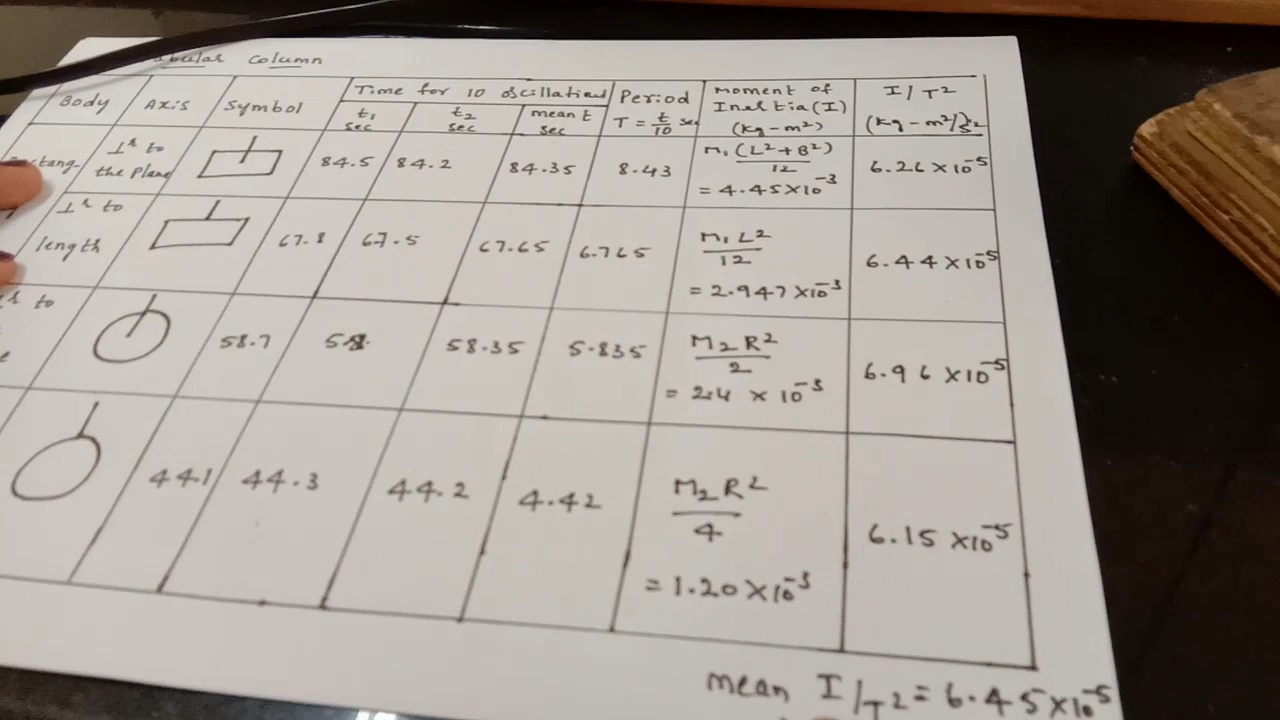 abular Column
Body Axis Symbol Time for 10 oscillations Period Moment of Inertia (I) I/T²
t₁ sec t₂ sec mean t sec T = t/10 sec (Kg-m²) (Kg-m²/s²
Rectang ⊥ʳ to the Plane 84.5 84.2 84.35 8.43 M₁(L²+B²)/12 = 4.45×10⁻³ 6.26×10⁻⁵
⊥ʳ to length 67.8 67.5 67.65 6.765 M₁L²/12 = 2.947×10⁻³ 6.44×10⁻⁵
to 58.7 58.35 5.835 M₂R²/2 = 2.4×10⁻³ 6.96×10⁻⁵
44.1 44.3 44.2 4.42 M₂R²/4 = 1.20×10⁻³ 6.15×10⁻⁵
mean I/T² = 6.45×10⁻⁵